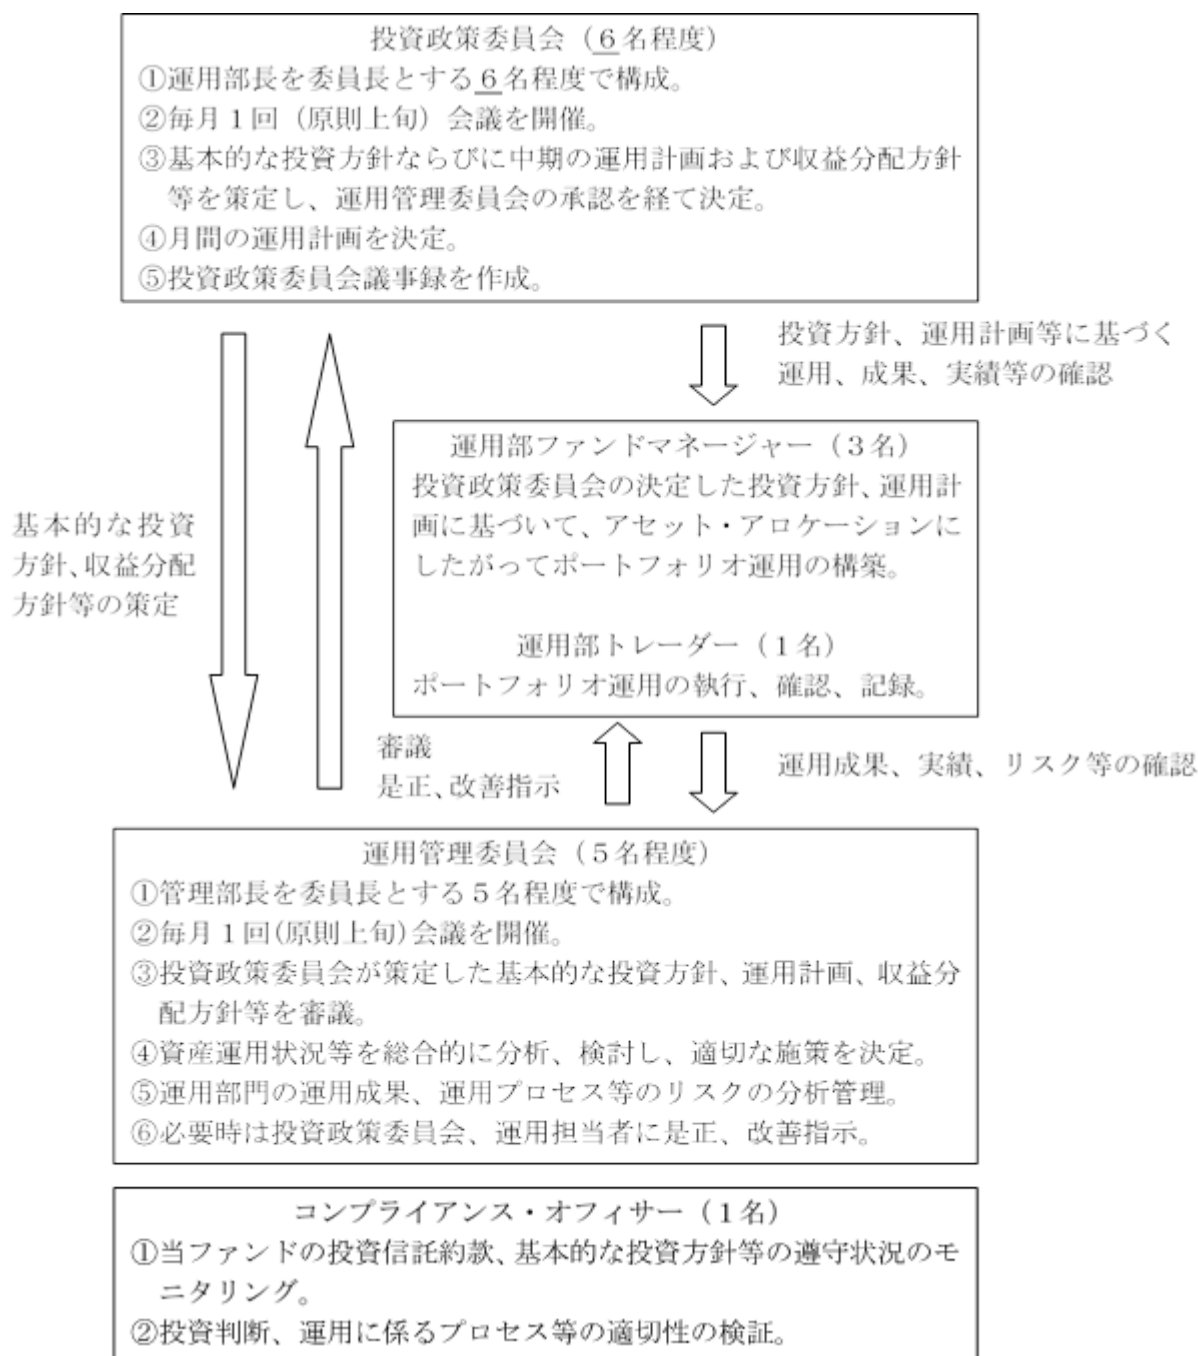 投資政策委員会（6名程度）
①運用部長を委員長とする6名程度で構成。
②毎月１回（原則上旬）会議を開催。
③基本的な投資方針ならびに中期の運用計画および収益分配方針
等を策定し、運用管理委員会の承認を経て決定。
④月間の運用計画を決定。
⑤投資政策委員会議事録を作成。
投資方針、運用計画等に基づく
運用、成果、実績等の確認
運用部ファンドマネージャー（３名）
投資政策委員会の決定した投資方針、運用計
画に基づいて、アセット・アロケーションに
したがってポートフォリオ運用の構築。
運用部トレーダー（１名）
ポートフォリオ運用の執行、確認、記録。
基本的な投資
方針、収益分配
方針等の策定
審議
是正、改善指示
運用成果、実績、リスク等の確認
運用管理委員会（５名程度）
①管理部長を委員長とする５名程度で構成。
②毎月１回(原則上旬)会議を開催。
③投資政策委員会が策定した基本的な投資方針、運用計画、収益分
配方針等を審議。
④資産運用状況等を総合的に分析、検討し、適切な施策を決定。
⑤運用部門の運用成果、運用プロセス等のリスクの分析管理。
⑥必要時は投資政策委員会、運用担当者に是正、改善指示。
コンプライアンス・オフィサー（１名）
①当ファンドの投資信託約款、基本的な投資方針等の遵守状況のモ
ニタリング。
②投資判断、運用に係るプロセス等の適切性の検証。